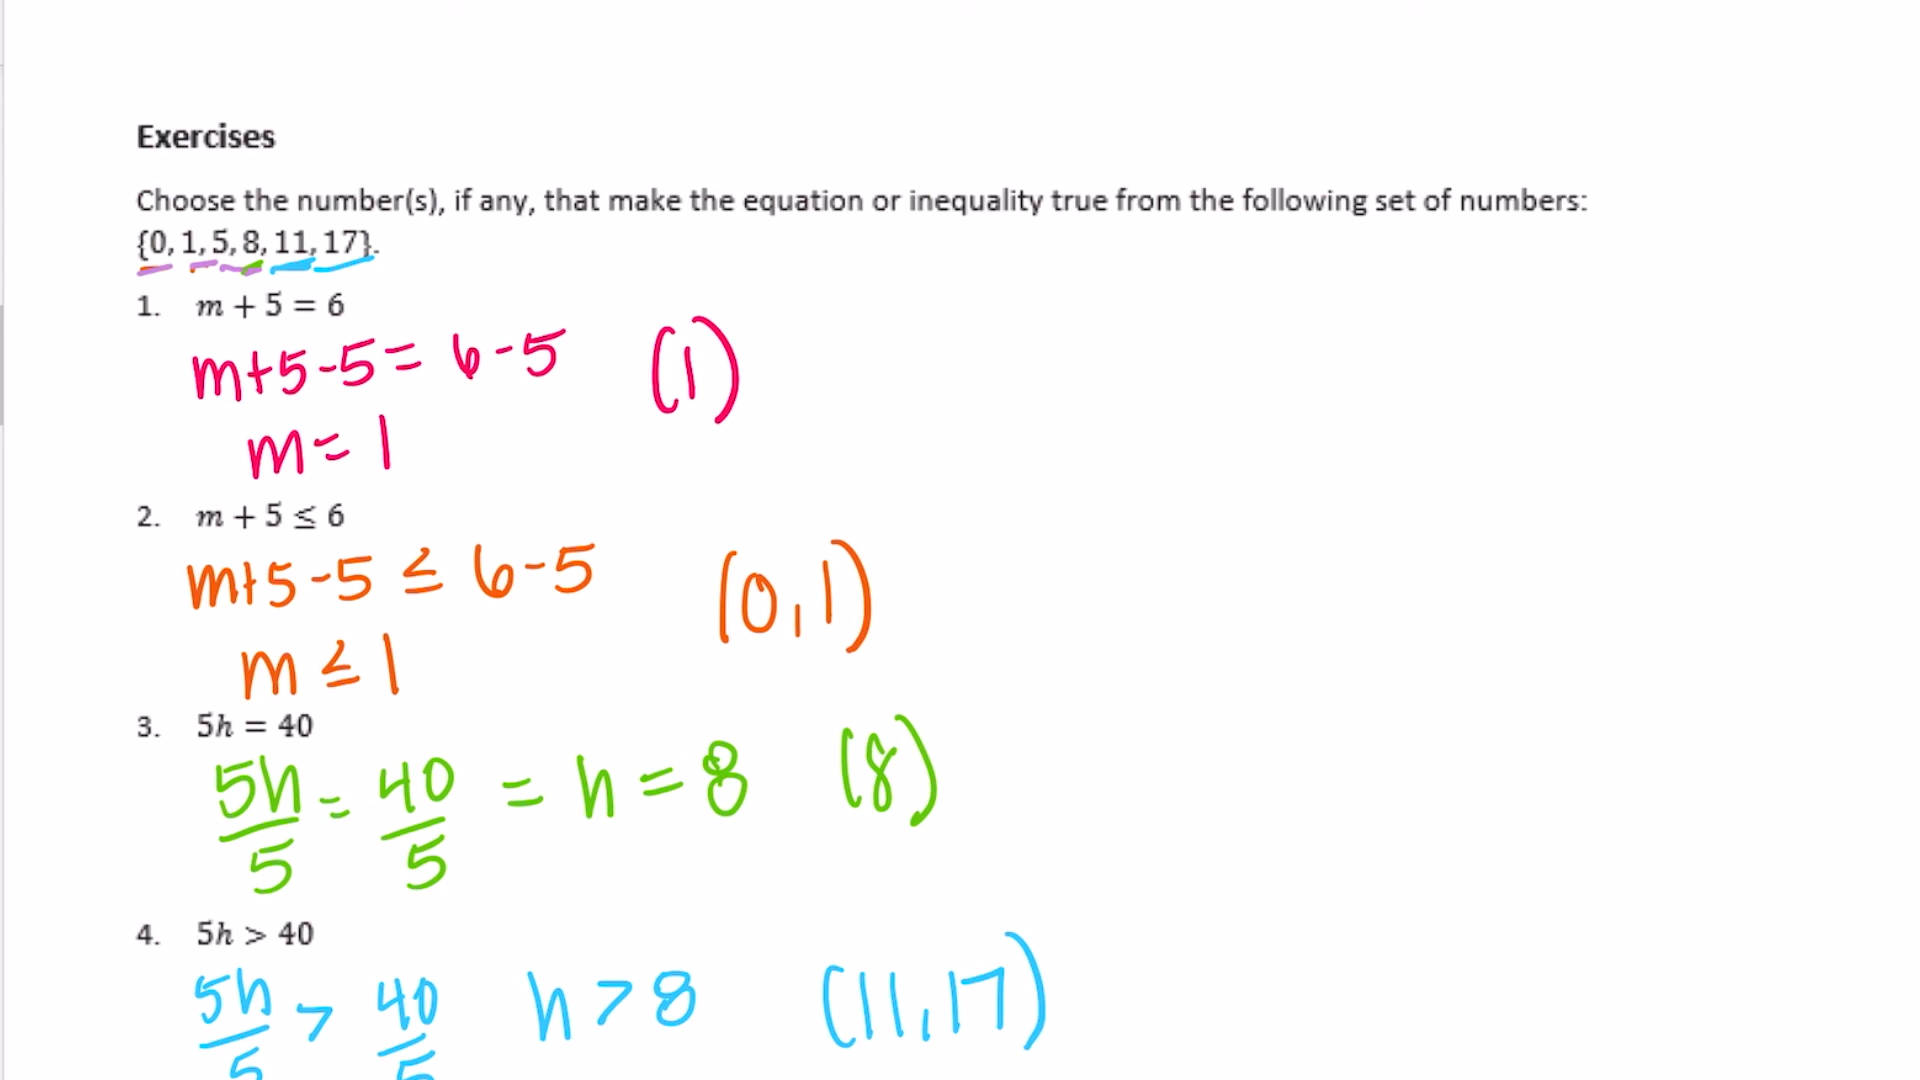 Exercises
Choose the number(s), if any, that make the equation or inequality true from the following set of numbers:
{0, 1, 5, 8, 11, 17}.
1. m + 5 = 6
m+5-5= 6-5 (1)
m= 1
2. m + 5 ≤ 6
m+5-5 ≤ 6-5 (0,1)
m ≤ 1
3. 5h = 40
5h/5 = 40/5 = h = 8 (8)
4. 5h > 40
5h/5 > 40/5 h > 8 (11,17)